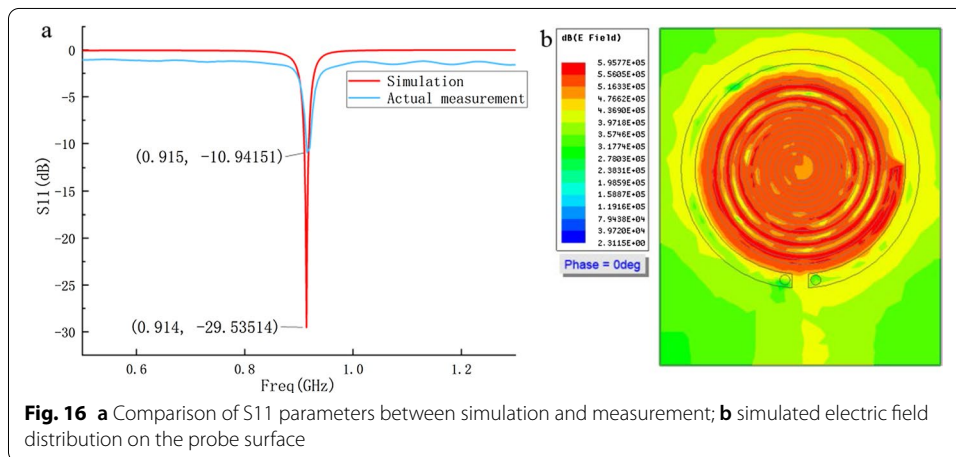 a
0
-5
-10
-15
-20
-25
-30
S11(dB)
0.6
0.8
1.0
1.2
Freq(GHz)
Simulation
Actual measurement
(0.915, -10.94151)
(0.914, -29.53514)
b
dB(E Field)
5.9577E+05
5.5605E+05
5.1633E+05
4.7662E+05
4.3690E+05
3.9718E+05
3.5746E+05
3.1774E+05
2.7803E+05
2.3831E+05
1.9859E+05
1.5887E+05
1.1916E+05
7.9438E+04
3.9720E+04
2.3115E+00
Phase = 0deg
Fig. 16 a Comparison of S11 parameters between simulation and measurement; b simulated electric field
distribution on the probe surface